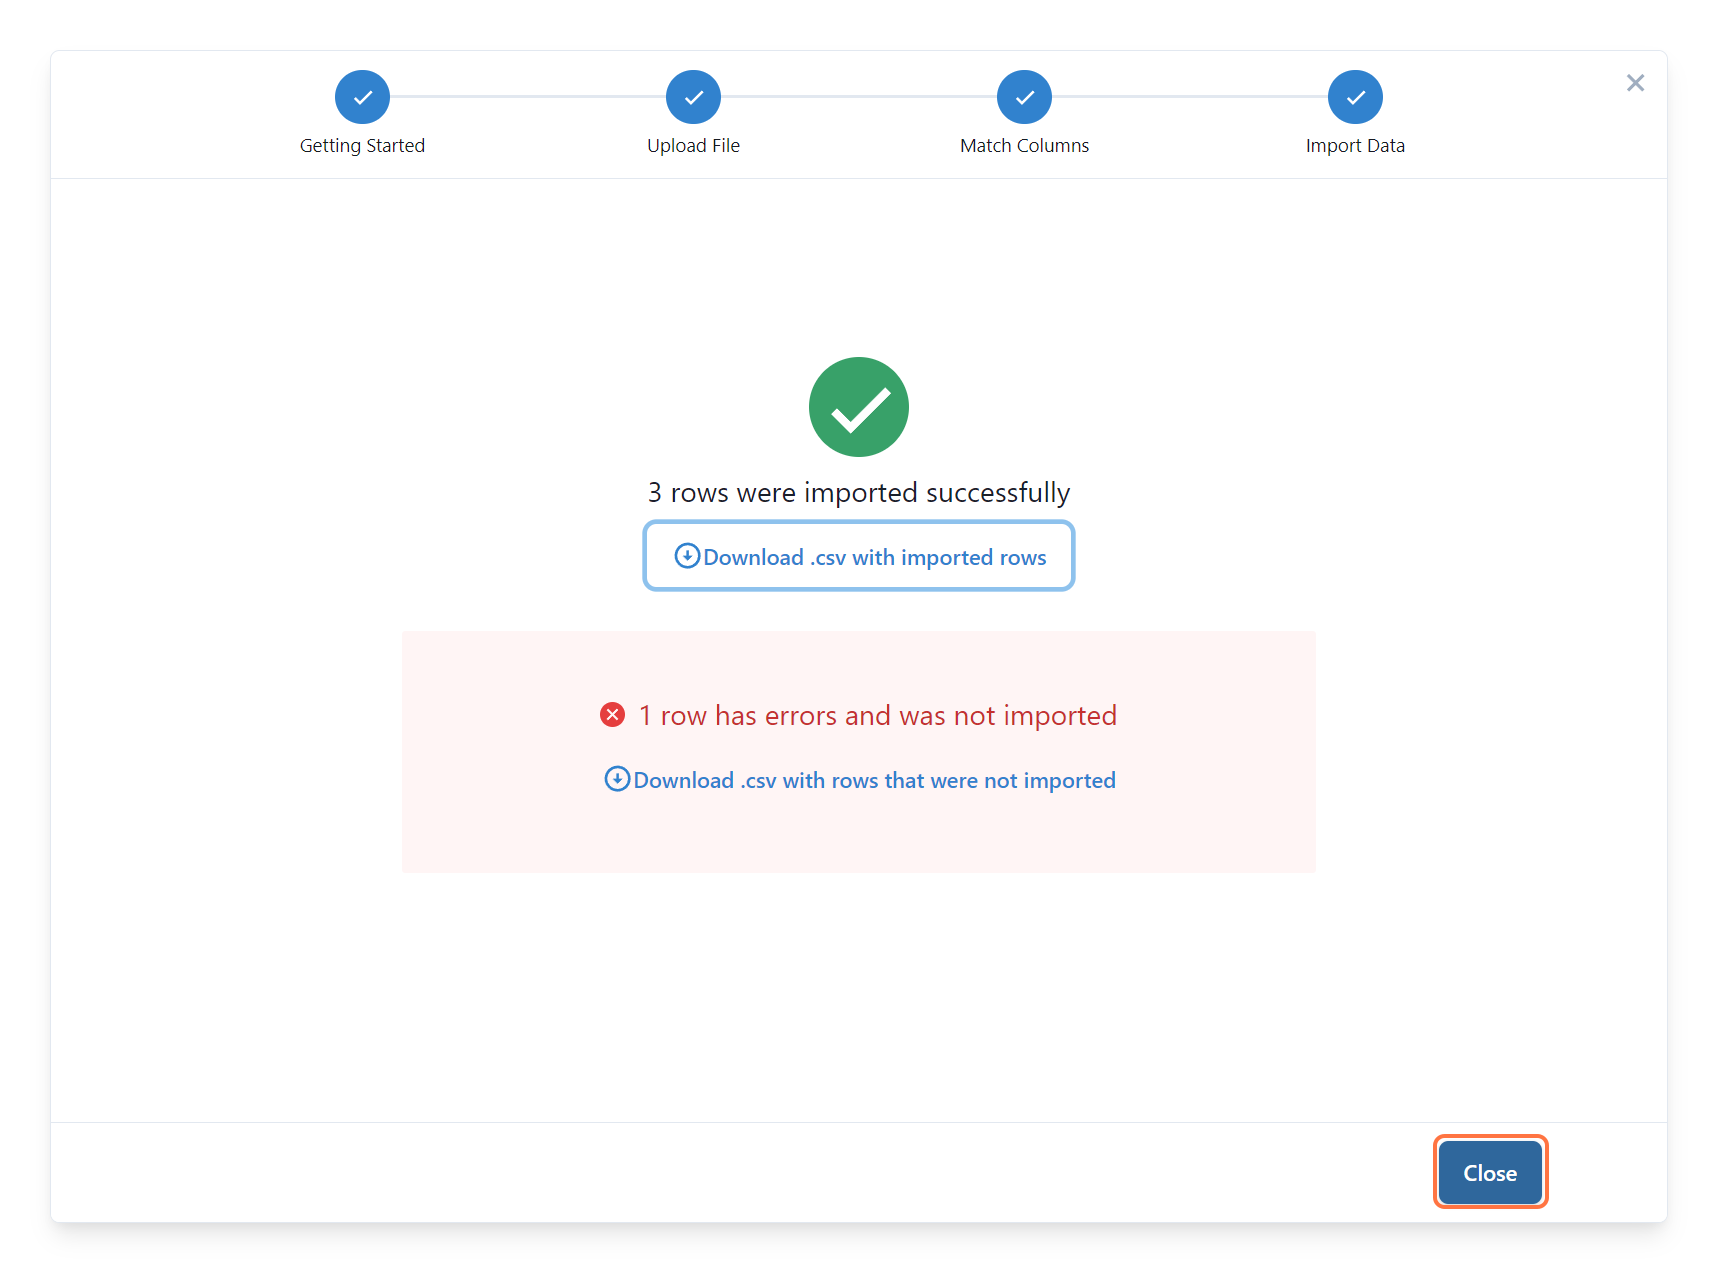 Getting Started
Upload File
Match Columns
Import Data
3 rows were imported successfully
Download .csv with imported rows
1 row has errors and was not imported
Download .csv with rows that were not imported
Close